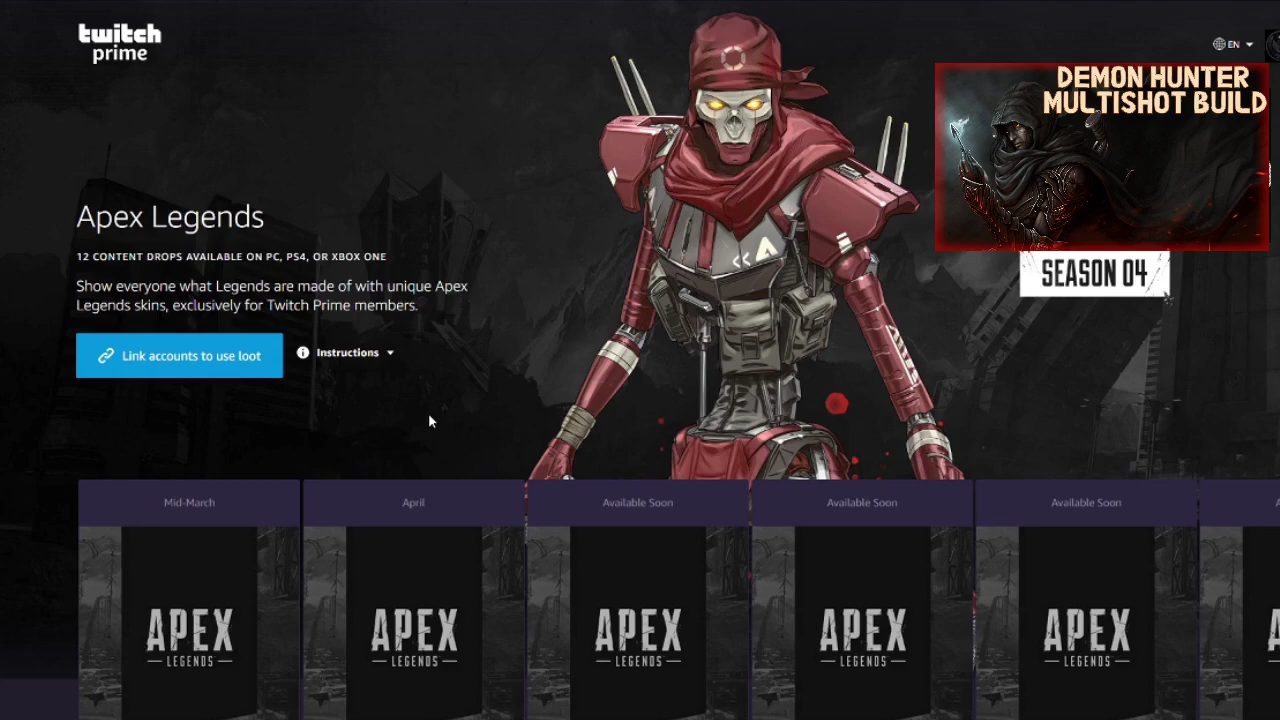 twitch
prime
EN
DEMON HUNTER
MULTISHOT BUILD
SEASON 04
Apex Legends
12 CONTENT DROPS AVAILABLE ON PC, PS4, OR XBOX ONE
Show everyone what Legends are made of with unique Apex
Legends skins, exclusively for Twitch Prime members.
Link accounts to use loot
Instructions
Mid-March
April
Available Soon
Available Soon
Available Soon
APEX
LEGENDS
APEX
LEGENDS
APEX
LEGENDS
APEX
LEGENDS
APEX
LEGENDS